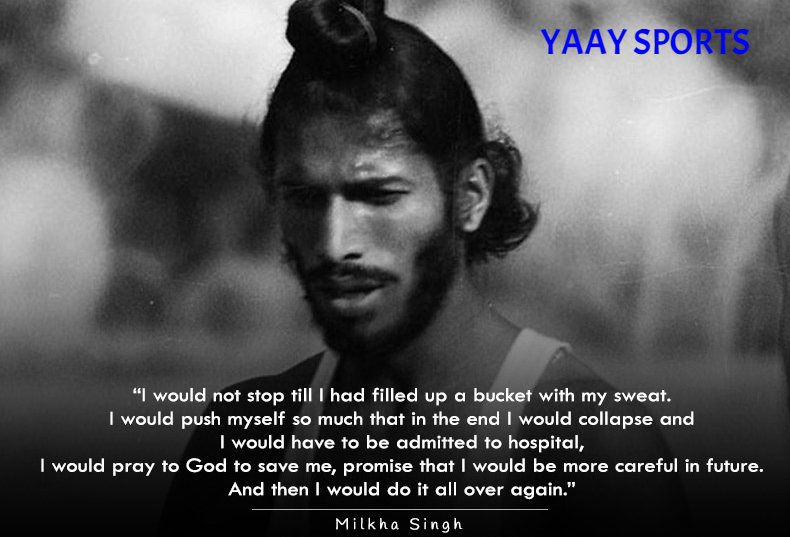 YAAY SPORTS
“I would not stop till I had filled up a bucket with my sweat.
I would push myself so much that in the end I would collapse and
I would have to be admitted to hospital,
I would pray to God to save me, promise that I would be more careful in future.
And then I would do it all over again.”
Milkha Singh